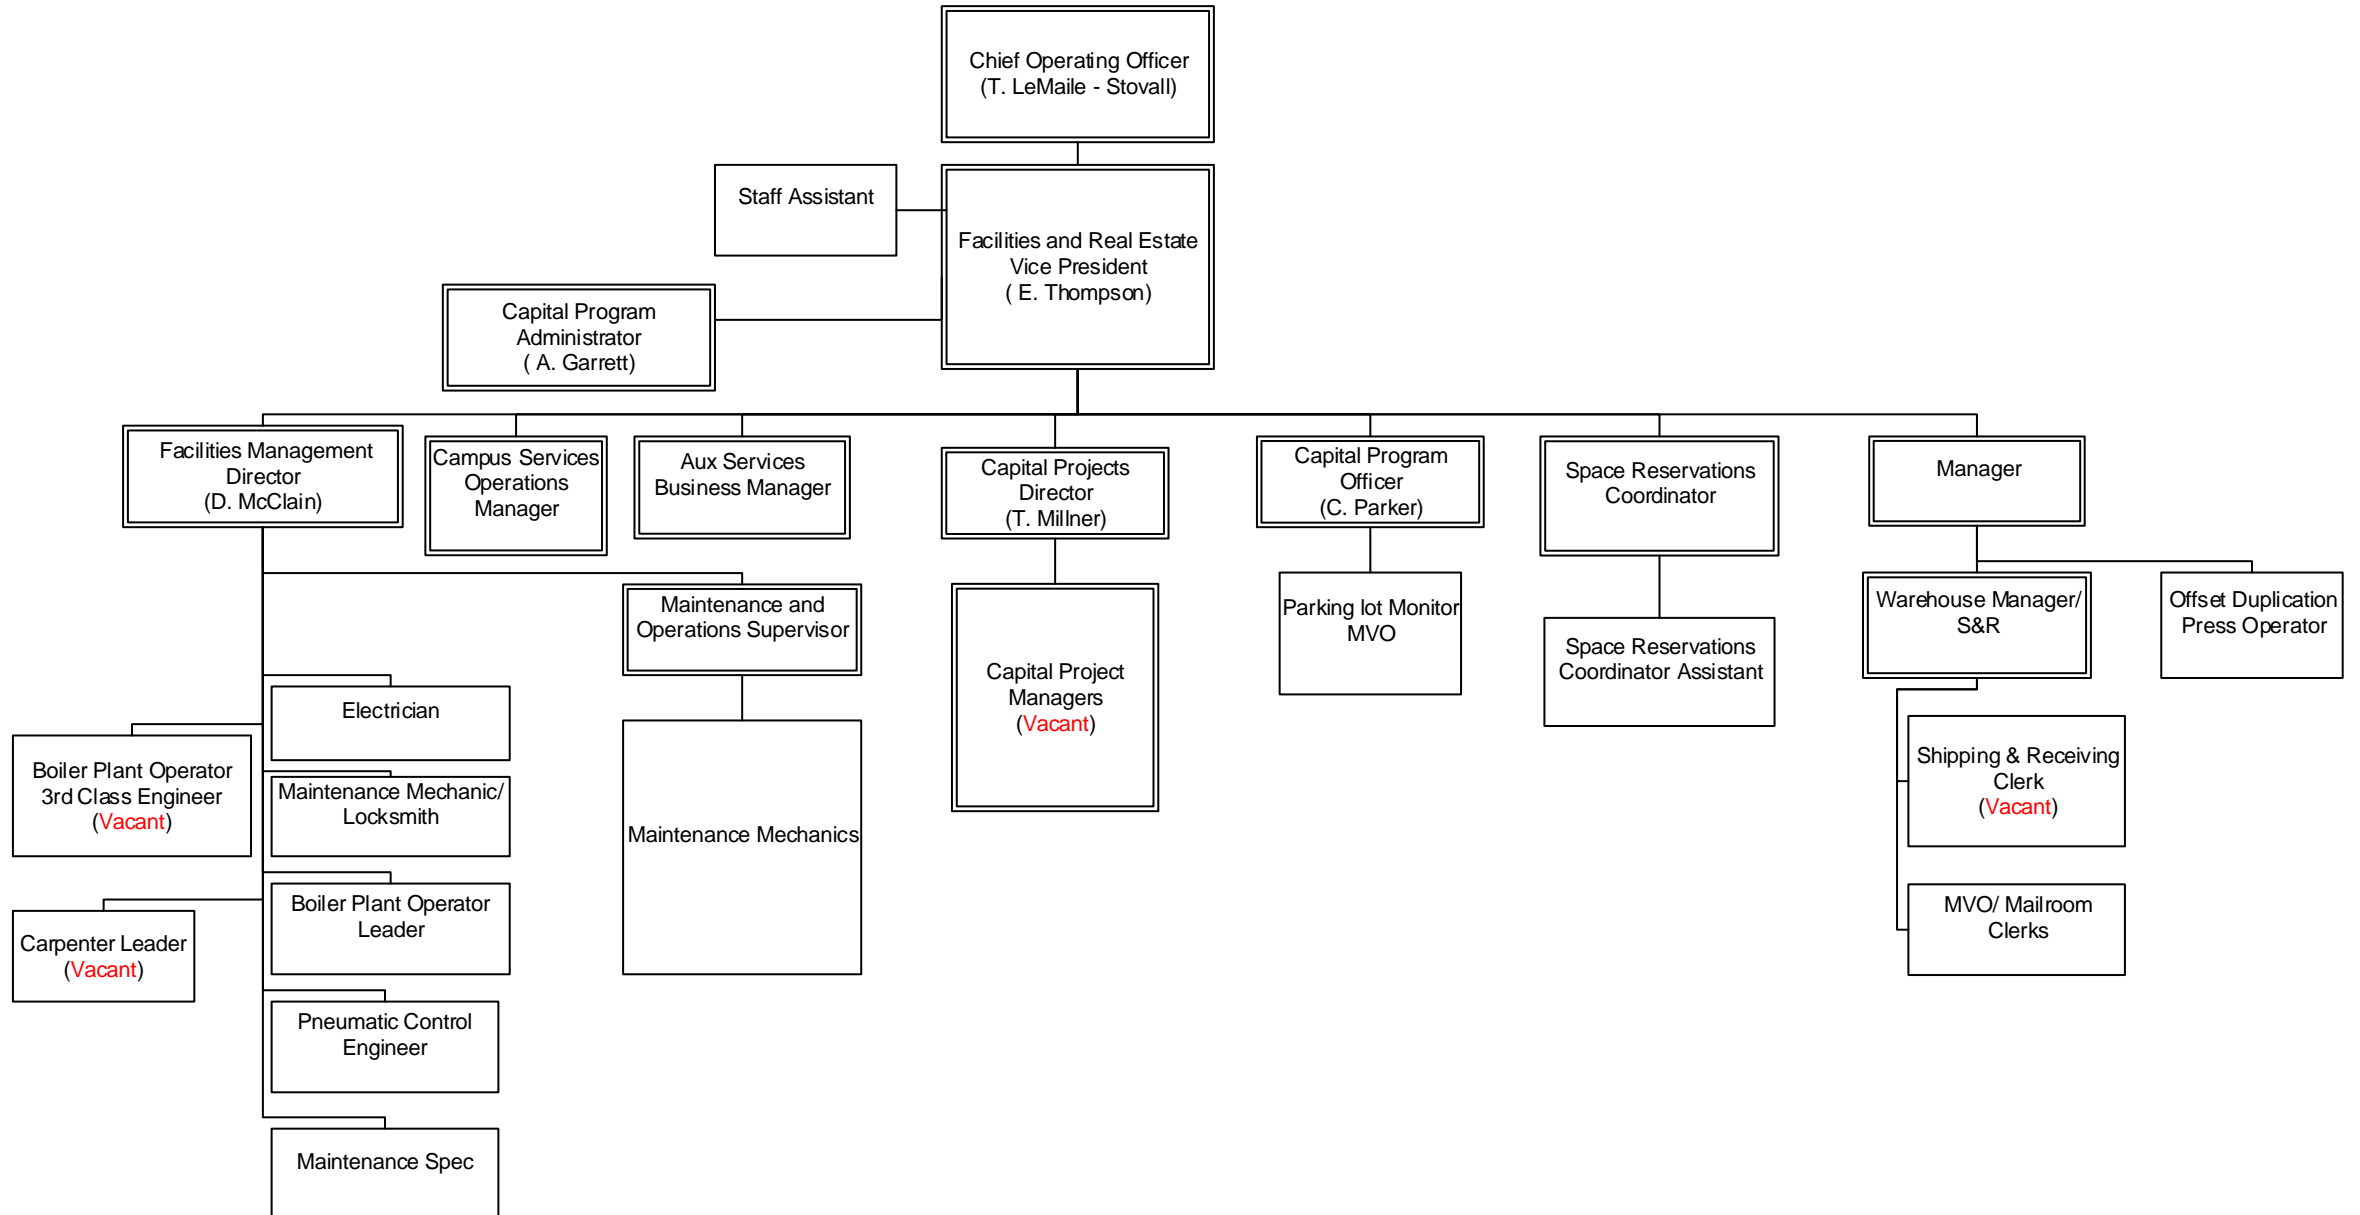 Chief Operating Officer
(T. LeMaile - Stovall)
Staff Assistant
Facilities and Real Estate
Vice President
( E. Thompson)
Capital Program
Administrator
( A. Garrett)
Facilities Management
Director
(D. McClain)
Campus Services
Operations
Manager
Aux Services
Business Manager
Capital Projects
Director
(T. Millner)
Capital Program
Officer
(C. Parker)
Space Reservations
Coordinator
Manager
Maintenance and
Operations Supervisor
Capital Project
Managers
(Vacant)
Parking lot Monitor
MVO
Space Reservations
Coordinator Assistant
Warehouse Manager/
S&R
Offset Duplication
Press Operator
Electrician
Boiler Plant Operator
3rd Class Engineer
(Vacant)
Maintenance Mechanic/
Locksmith
Maintenance Mechanics
Shipping & Receiving
Clerk
(Vacant)
Boiler Plant Operator
Leader
Carpenter Leader
(Vacant)
MVO/ Mailroom
Clerks
Pneumatic Control
Engineer
Maintenance Spec